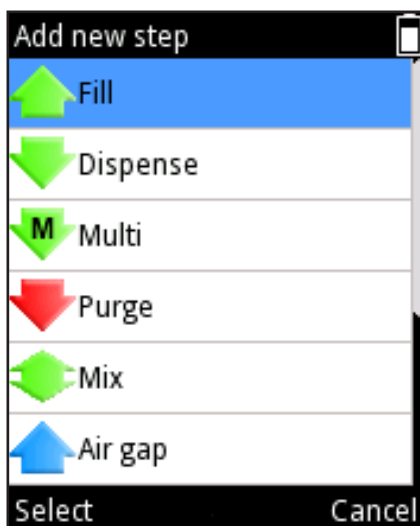 Add new step
Fill
Dispense
M Multi
Purge
Mix
Air gap
Select Cancel